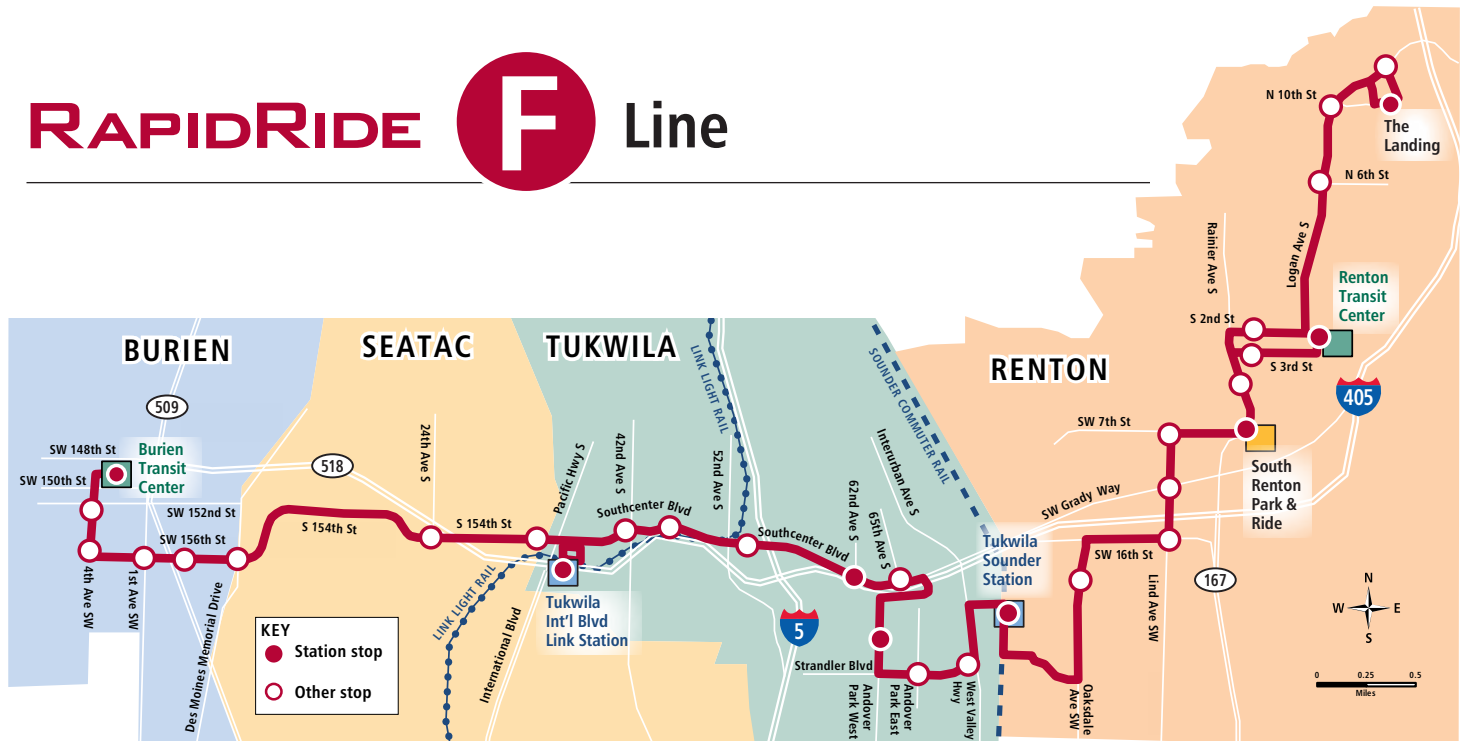 RAPIDRIDE F Line
N 10th St
The
Landing
N 6th St
Rainier Ave S
Logan Ave S
Renton
Transit
Center
S 2nd St
S 3rd St
BURIEN
SEATAC
TUKWILA
RENTON
LINK LIGHT RAIL
SOUNDER COMMUTER RAIL
405
509
SW 7th St
SW 148th St
Burien
Transit
Center
518
24th Ave S
Pacific Hwy S
42nd Ave S
52nd Ave S
Interurban Ave S
SW 150th St
South
Renton
Park &
Ride
62nd Ave S
65th Ave S
SW Grady Way
SW 152nd St
S 154th St
S 154th St
Southcenter Blvd
Southcenter Blvd
SW 156th St
Tukwila
Sounder
Station
SW 16th St
4th Ave SW
1st Ave SW
Des Moines Memorial Drive
LINK LIGHT RAIL
International Blvd
Tukwila
Int'l Blvd
Link Station
5
167
Lind Ave SW
N
W E
S
KEY
Station stop
Other stop
Strandler Blvd
Andover
Park West
Andover
Park East
West Valley
Hwy
Oaksdale
Ave SW
0 0.25 0.5
Miles